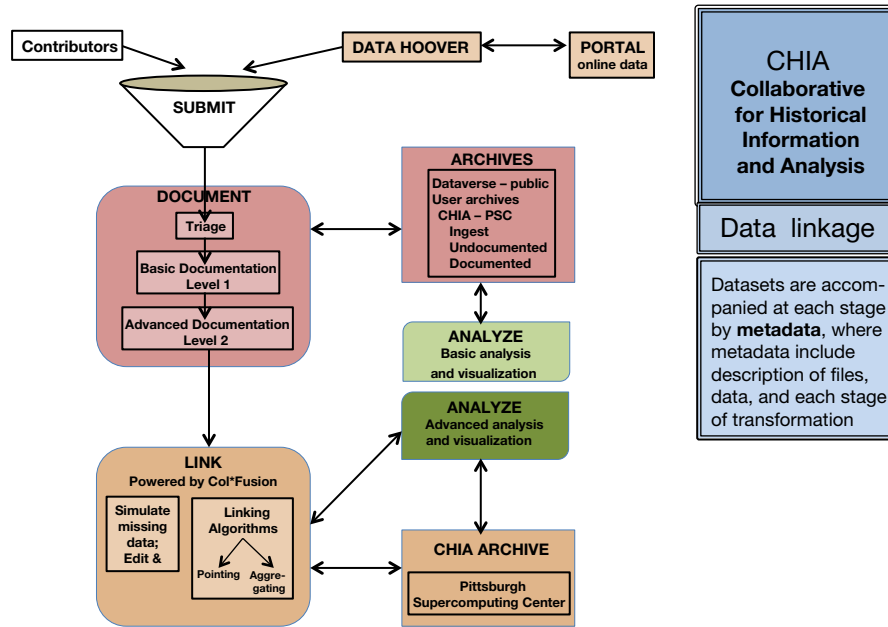 Contributors
DATA HOOVER
PORTAL
online data
SUBMIT
DOCUMENT
Triage
Basic Documentation
Level 1
Advanced Documentation
Level 2
ARCHIVES
Dataverse – public
User archives
CHIA – PSC
Ingest
Undocumented
Documented
ANALYZE
Basic analysis
and visualization
ANALYZE
Advanced analysis
and visualization
LINK
Powered by Col*Fusion
Simulate
missing
data;
Edit &
Linking
Algorithms
Pointing
Aggre-
gating
CHIA ARCHIVE
Pittsburgh
Supercomputing Center
CHIA
Collaborative
for Historical
Information
and Analysis
Data linkage
Datasets are accom-
panied at each stage
by metadata, where
metadata include
description of files,
data, and each stage
of transformation